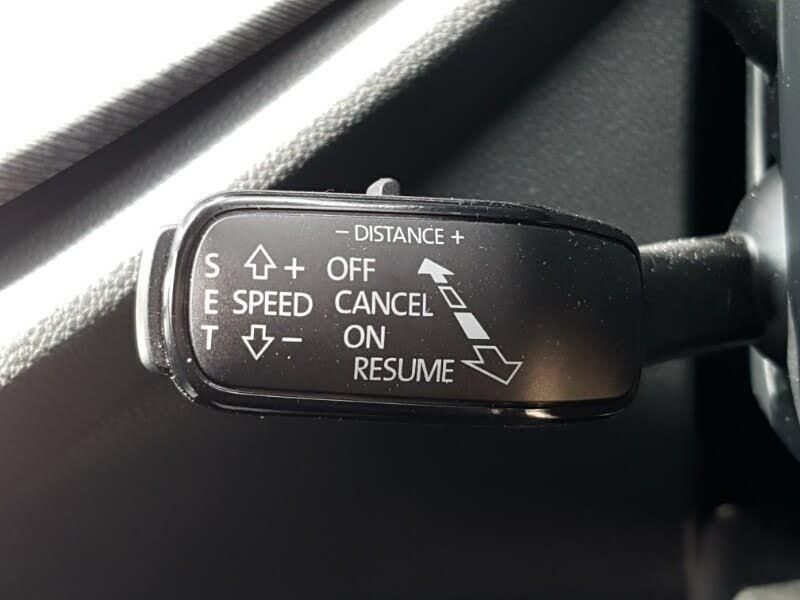 − DISTANCE +
S + OFF
E SPEED CANCEL
T − ON
RESUME